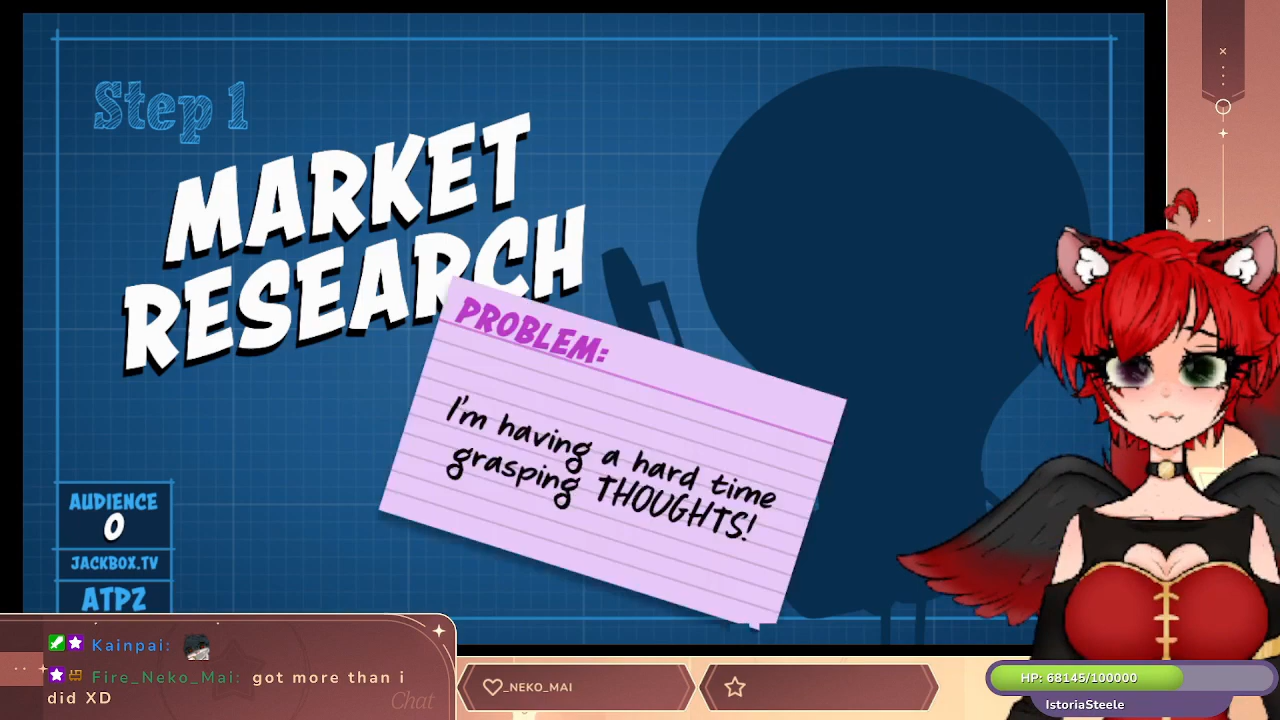 Step 1
MARKET
RESEARCH
PROBLEM:
I'm having a hard time
grasping THOUGHTS!
AUDIENCE
0
JACKBOX.TV
ATPZ
Kainpai:
Fire_Neko_Mai: got more than i
did XD
Chat
_NEKO_MAI
HP: 68145/100000
IstoriaSteele